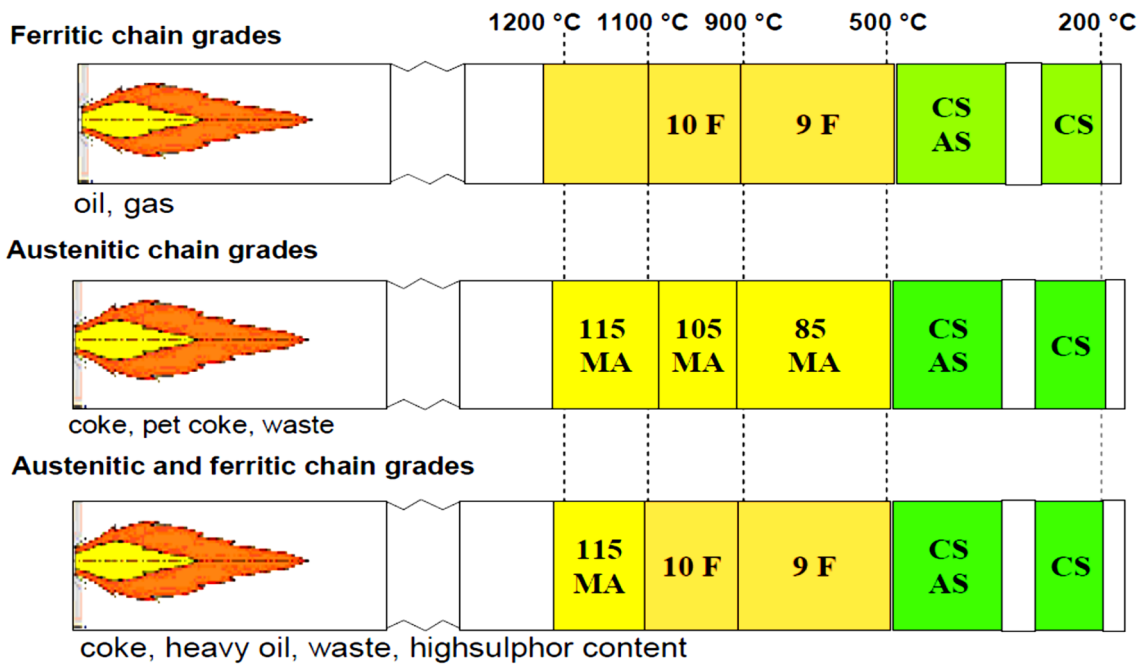 1200 °C 1100 °C 900 °C 500 °C 200 °C
Ferritic chain grades
10 F
9 F
CS
AS
CS
oil, gas
Austenitic chain grades
115
MA
105
MA
85
MA
CS
AS
CS
coke, pet coke, waste
Austenitic and ferritic chain grades
115
MA
10 F
9 F
CS
AS
CS
coke, heavy oil, waste, highsulphor content